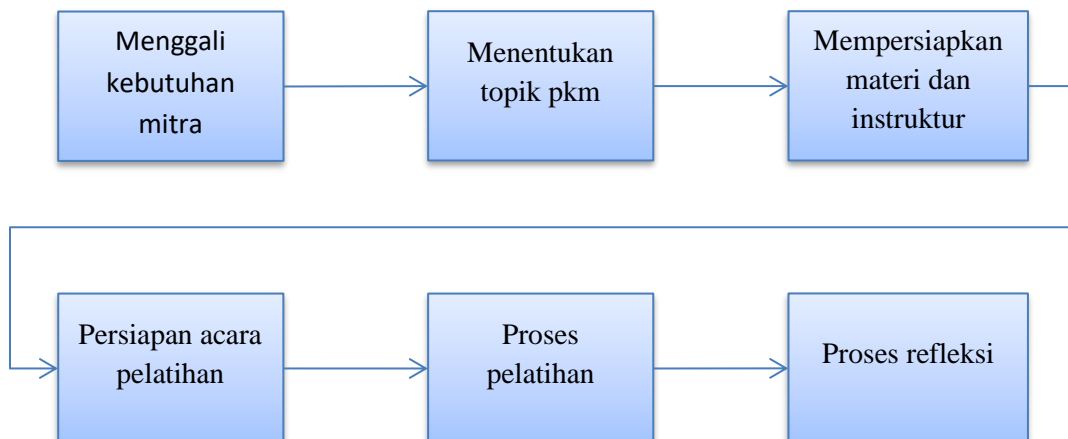 Menggali
kebutuhan
mitra
Menentukan
topik pkm
Mempersiapkan
materi dan
instruktur
Persiapan acara
pelatihan
Proses
pelatihan
Proses refleksi